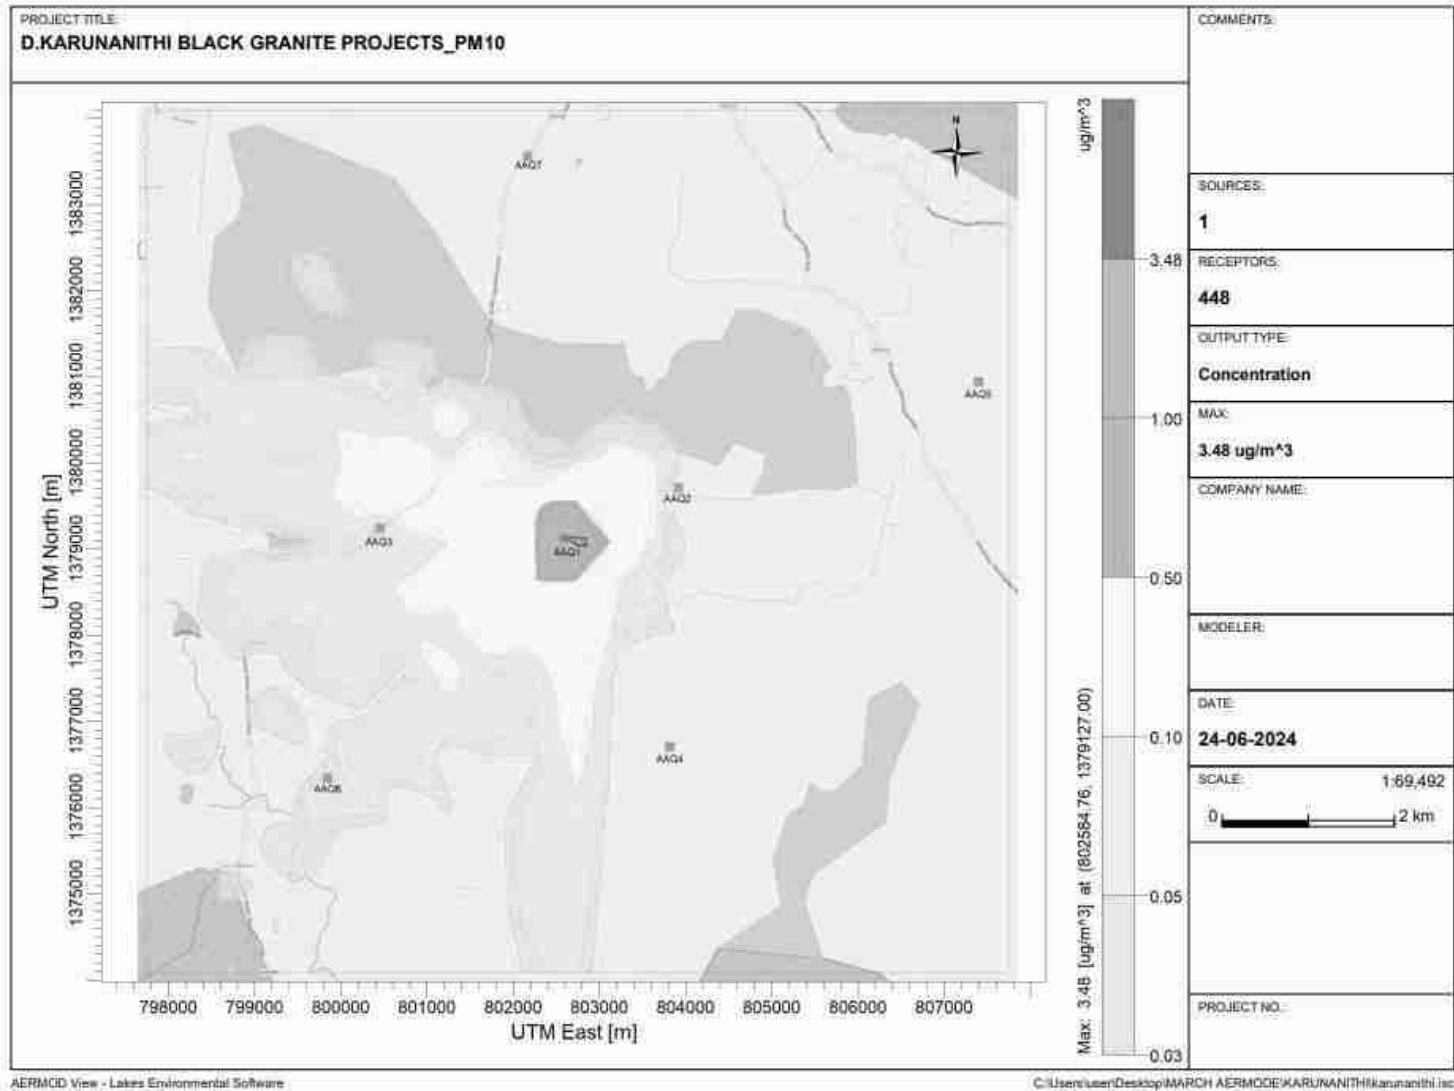 PROJECT TITLE:
D.KARUNANITHI BLACK GRANITE PROJECTS_PM10
COMMENTS:
SOURCES:
1
RECEPTORS:
448
OUTPUT TYPE:
Concentration
MAX:
3.48 ug/m^3
COMPANY NAME:
MODELER:
DATE:
24-06-2024
SCALE:
1:69,492
0
2 km
PROJECT NO.:
UTM North [m]
1383000
1382000
1381000
1380000
1379000
1378000
1377000
1376000
1375000
N
AAQ7
AAQ2
AAQ3
AAQ1
AAQ4
798000 799000 800000 801000 802000 803000 804000 805000 806000 807000
UTM East [m]
ug/m^3
3.48
1.00
0.50
0.10
0.05
0.03
Max: 3.48 [ug/m^3] at (802584.76, 1379127.00)
AERMOD View - Lakes Environmental Software